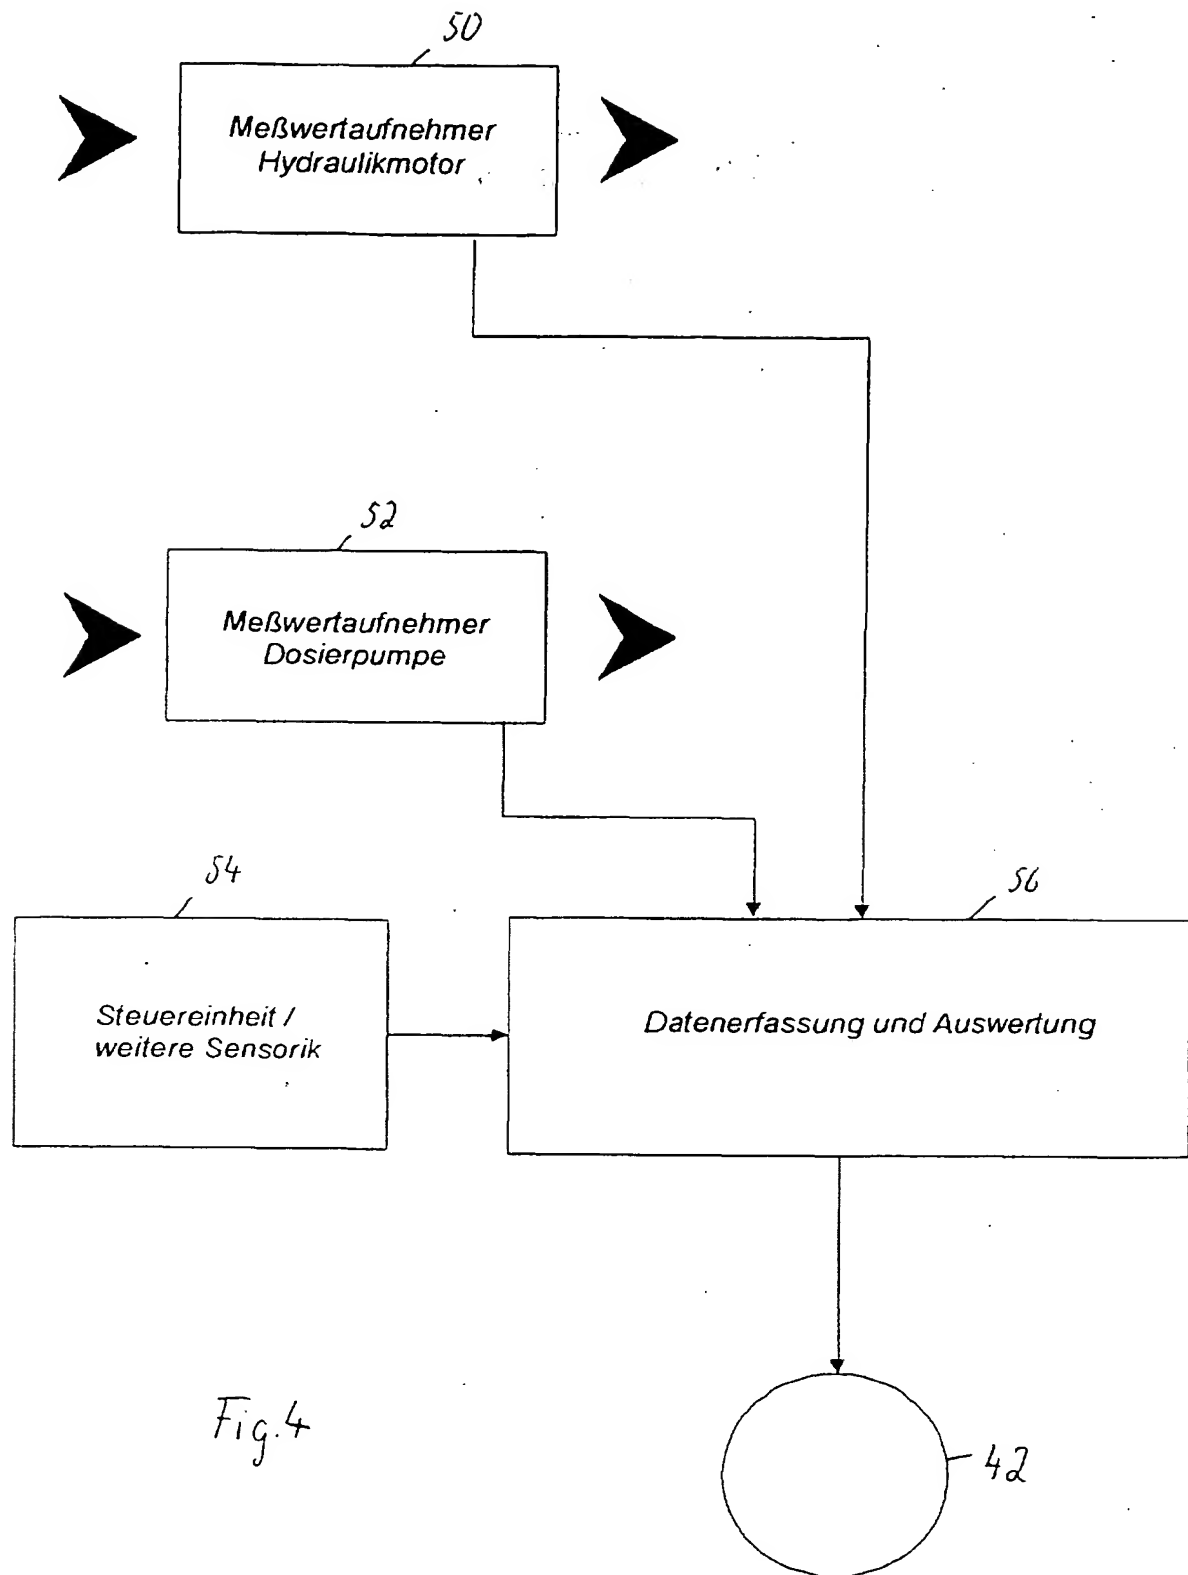 50
Meßwertaufnehmer
Hydraulikmotor
52
Meßwertaufnehmer
Dosierpumpe
54
56
Steuereinheit /
weitere Sensorik
Datenerfassung und Auswertung
Fig.4
42